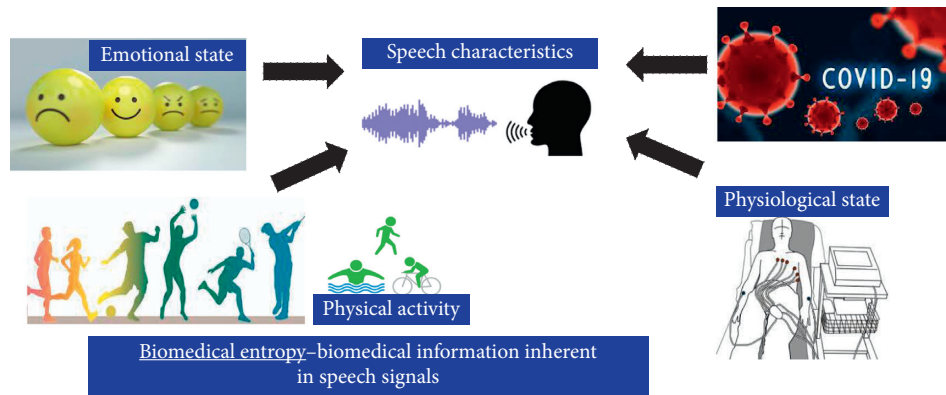 Emotional state
Speech characteristics
COVID-19
Physiological state
Physical activity
Biomedical entropy–biomedical information inherent
in speech signals